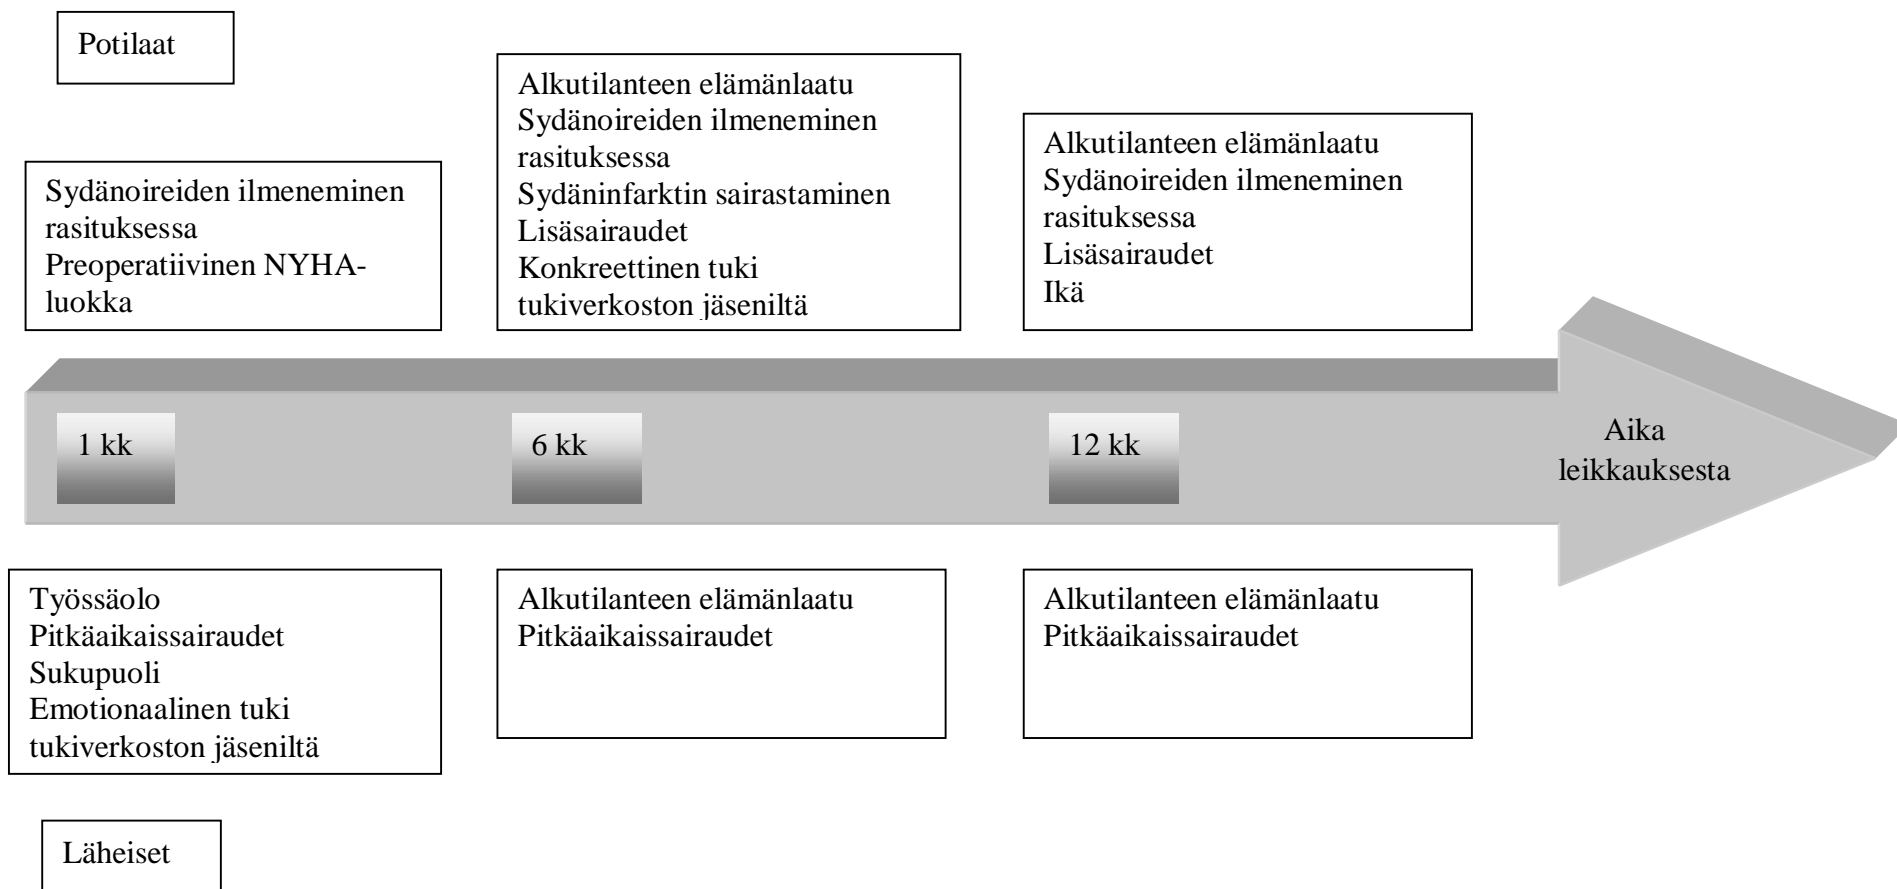 Potilaat
Sydänoireiden ilmeneminen
rasituksessa
Preoperatiivinen NYHA-
luokka
Alkutilanteen elämänlaatu
Sydänoireiden ilmeneminen
rasituksessa
Sydäninfarktin sairastaminen
Lisäsairaudet
Konkreettinen tuki
tukiverkoston jäseniltä
Alkutilanteen elämänlaatu
Sydänoireiden ilmeneminen
rasituksessa
Lisäsairaudet
Ikä
1 kk
6 kk
12 kk
Aika
leikkauksesta
Työssäolo
Pitkäaikaissairaudet
Sukupuoli
Emotionaalinen tuki
tukiverkoston jäseniltä
Alkutilanteen elämänlaatu
Pitkäaikaissairaudet
Alkutilanteen elämänlaatu
Pitkäaikaissairaudet
Läheiset